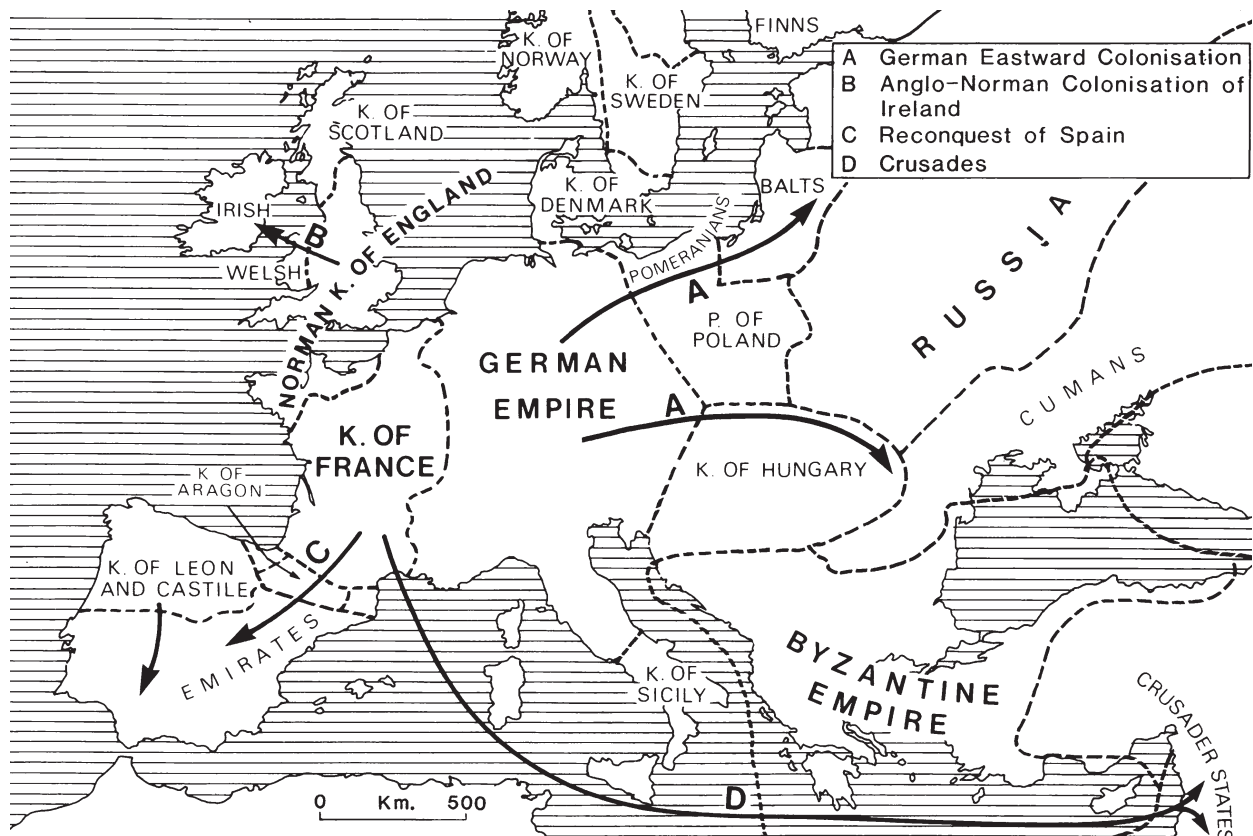 FINNS
K. OF
NORWAY
K. OF
SWEDEN
A German Eastward Colonisation
B Anglo-Norman Colonisation of
Ireland
C Reconquest of Spain
D Crusades
K. OF
SCOTLAND
K. OF
DENMARK
BALTS
IRISH
B
WELSH
NORMAN K. OF ENGLAND
POMERANIANS
A
P. OF
POLAND
RUSSIA
GERMAN
EMPIRE
A
CUMANS
K. OF
FRANCE
K. OF HUNGARY
K. OF
ARAGON
C
K. OF LEON
AND CASTILE
EMIRATES
K. OF
SICILY
BYZANTINE
EMPIRE
CRUSADER STATES
D
0 Km. 500